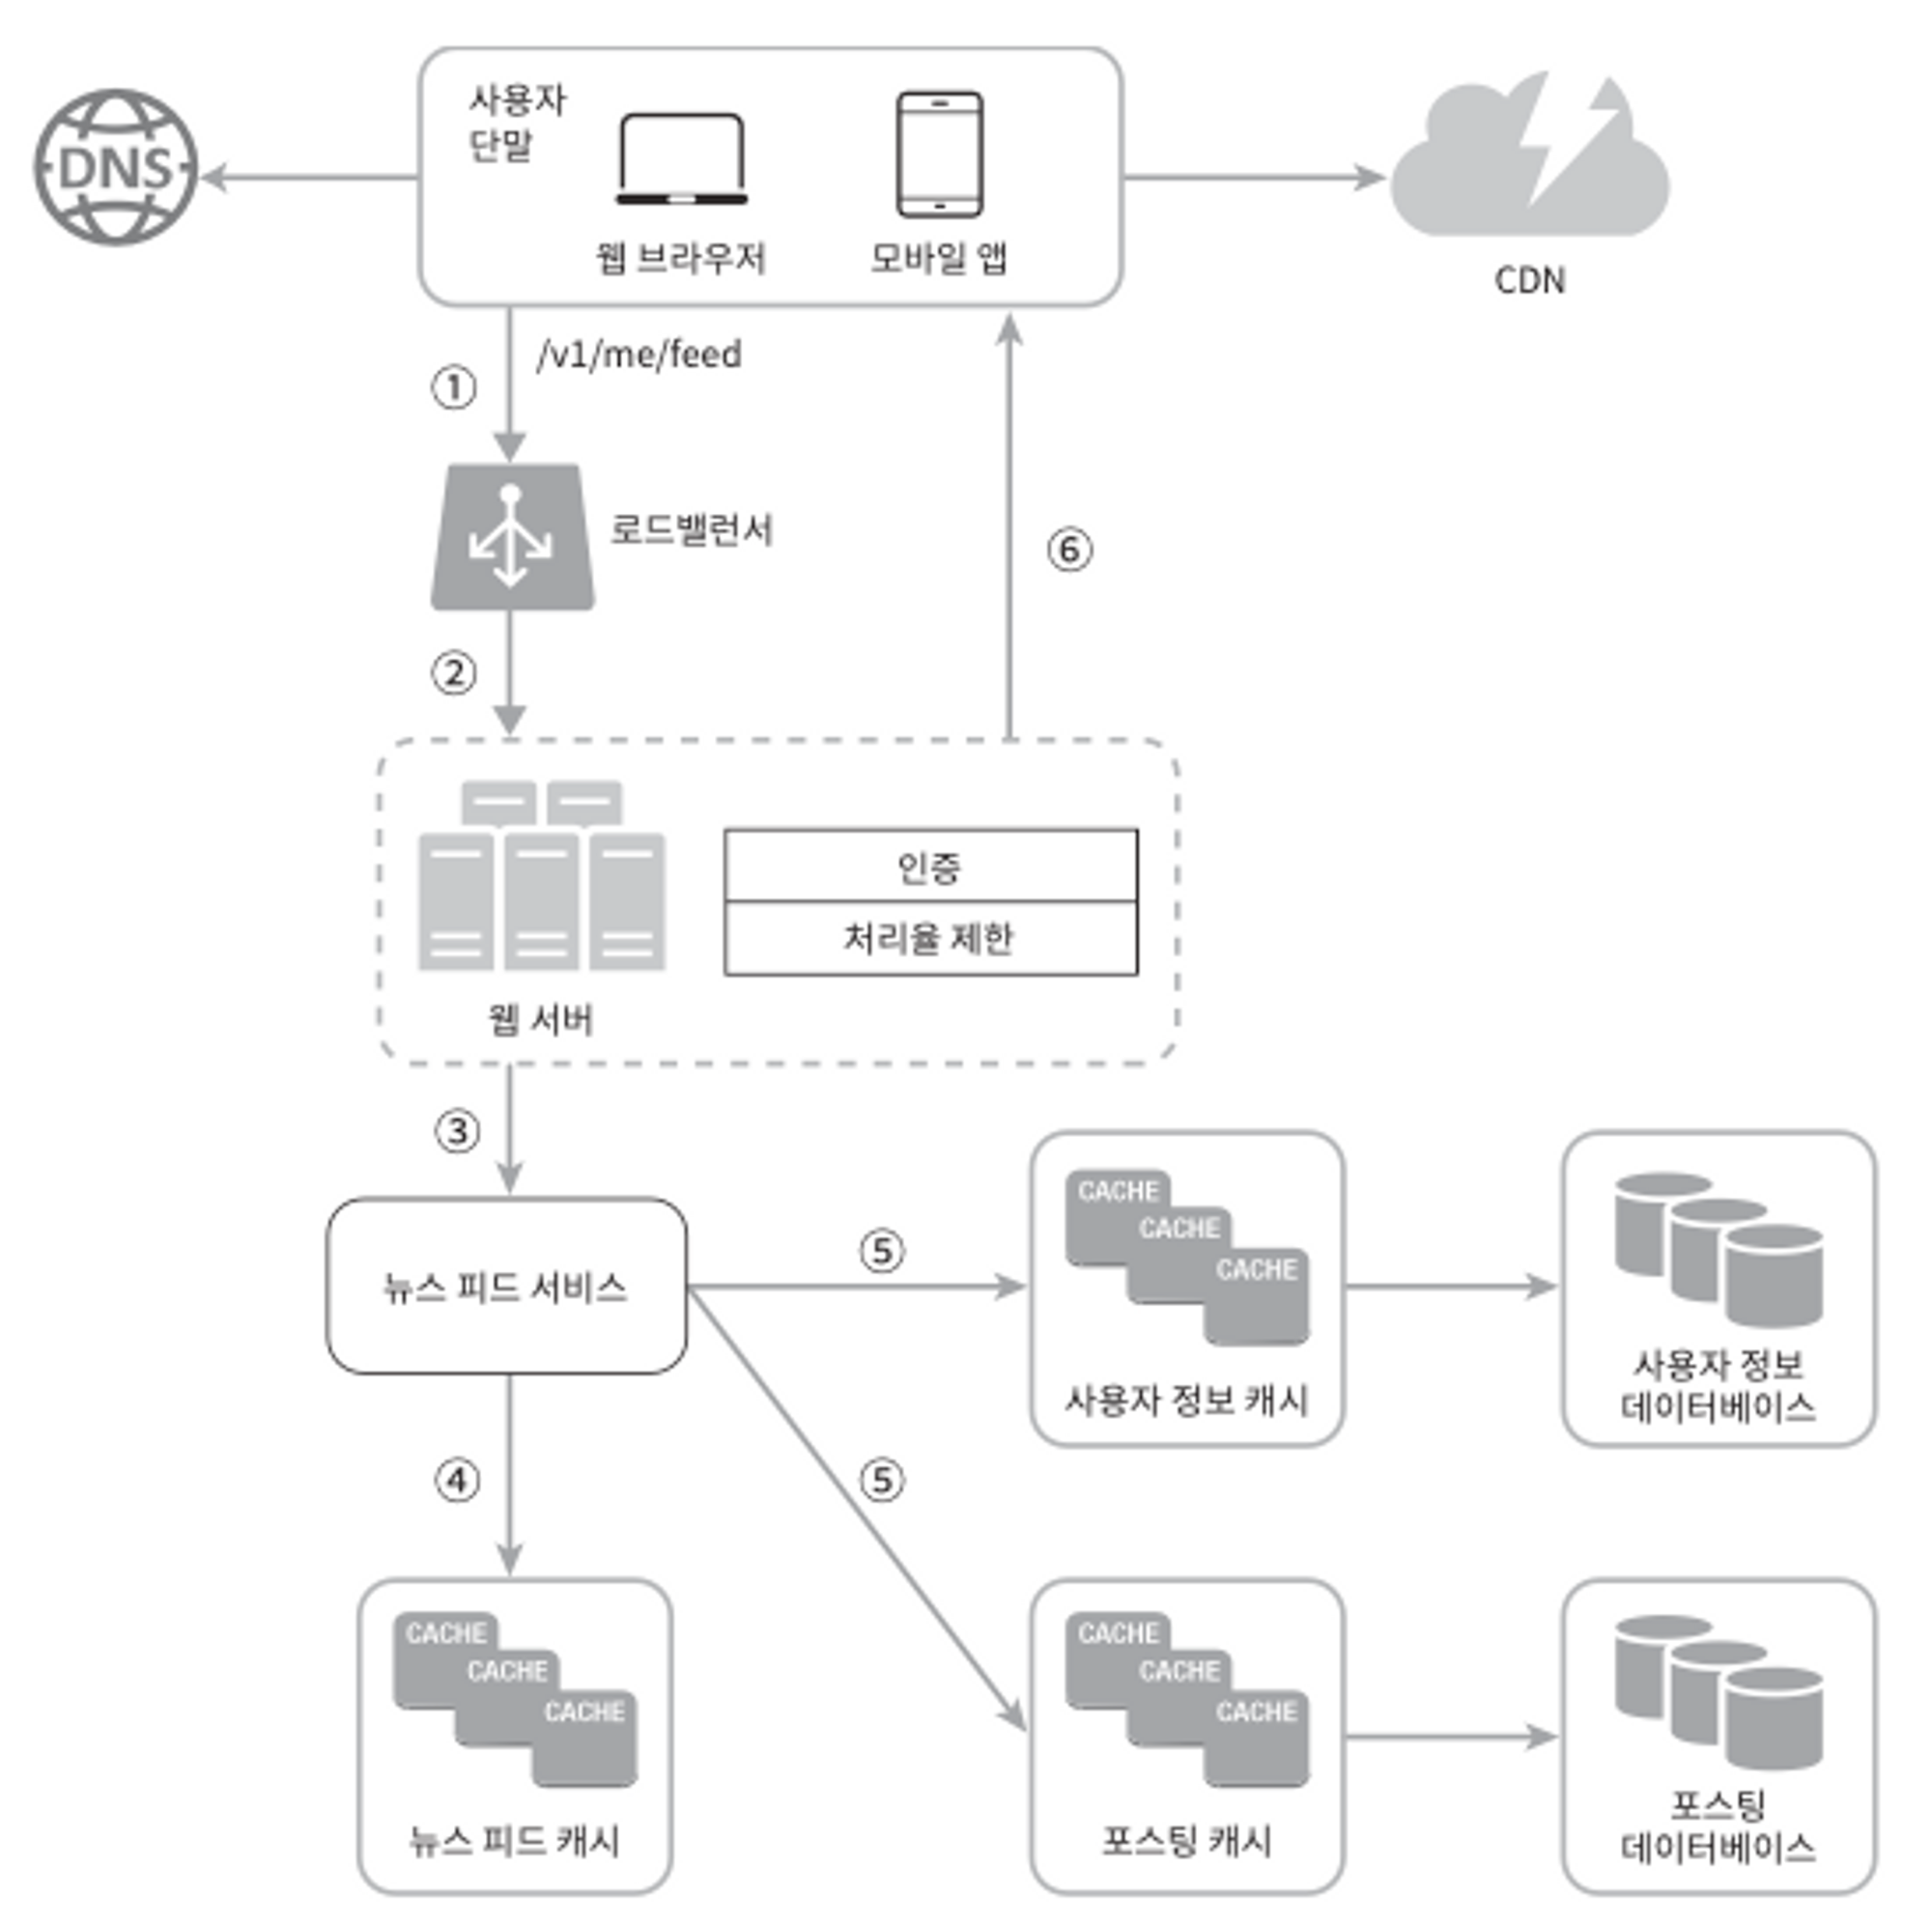 사용자
단말
DNS
웹 브라우저
모바일 앱
CDN
/v1/me/feed
①
로드밸런서
⑥
②
인증
처리율 제한
웹 서버
③
CACHE
CACHE
CACHE
사용자 정보 캐시
사용자 정보
데이터베이스
⑤
뉴스 피드 서비스
④
⑤
CACHE
CACHE
CACHE
뉴스 피드 캐시
CACHE
CACHE
CACHE
포스팅 캐시
포스팅
데이터베이스